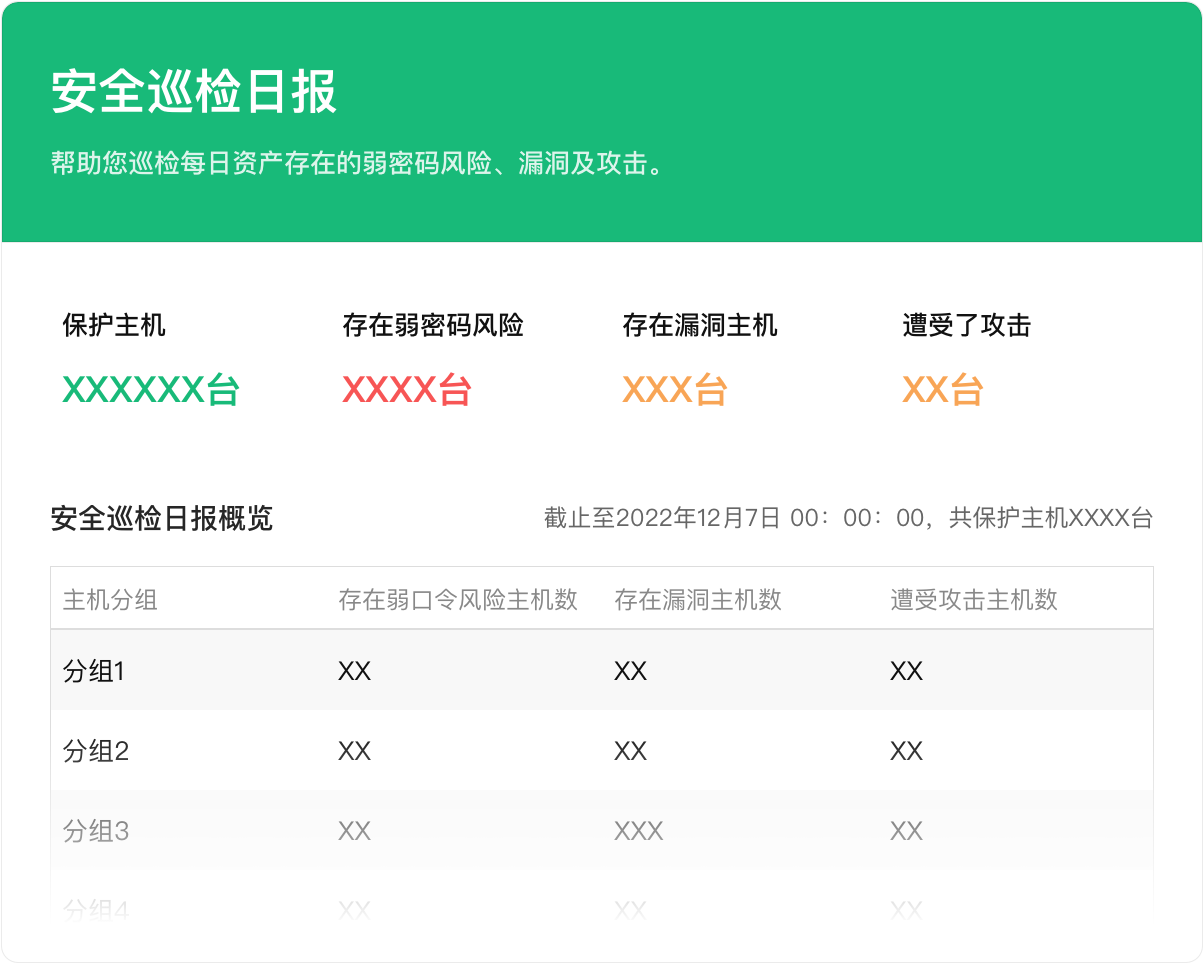 安全巡检日报
帮助您巡检每日资产存在的弱密码风险、漏洞及攻击。
保护主机 存在弱密码风险 存在漏洞主机 遭受了攻击
XXXXXX台 XXXX台 XXX台 XX台
安全巡检日报概览 截止至2022年12月7日 00：00：00，共保护主机XXXX台
主机分组 存在弱口令风险主机数 存在漏洞主机数 遭受攻击主机数
分组1 XX XX XX
分组2 XX XX XX
分组3 XX XXX XX
分组4 XX XX XX